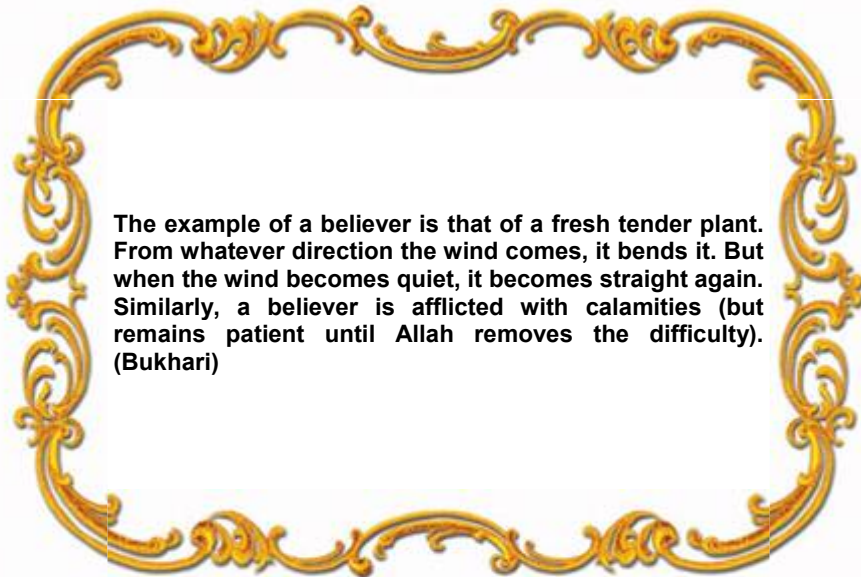 The example of a believer is that of a fresh tender plant.
From whatever direction the wind comes, it bends it. But
when the wind becomes quiet, it becomes straight again.
Similarly, a believer is afflicted with calamities (but
remains patient until Allah removes the difficulty).
(Bukhari)